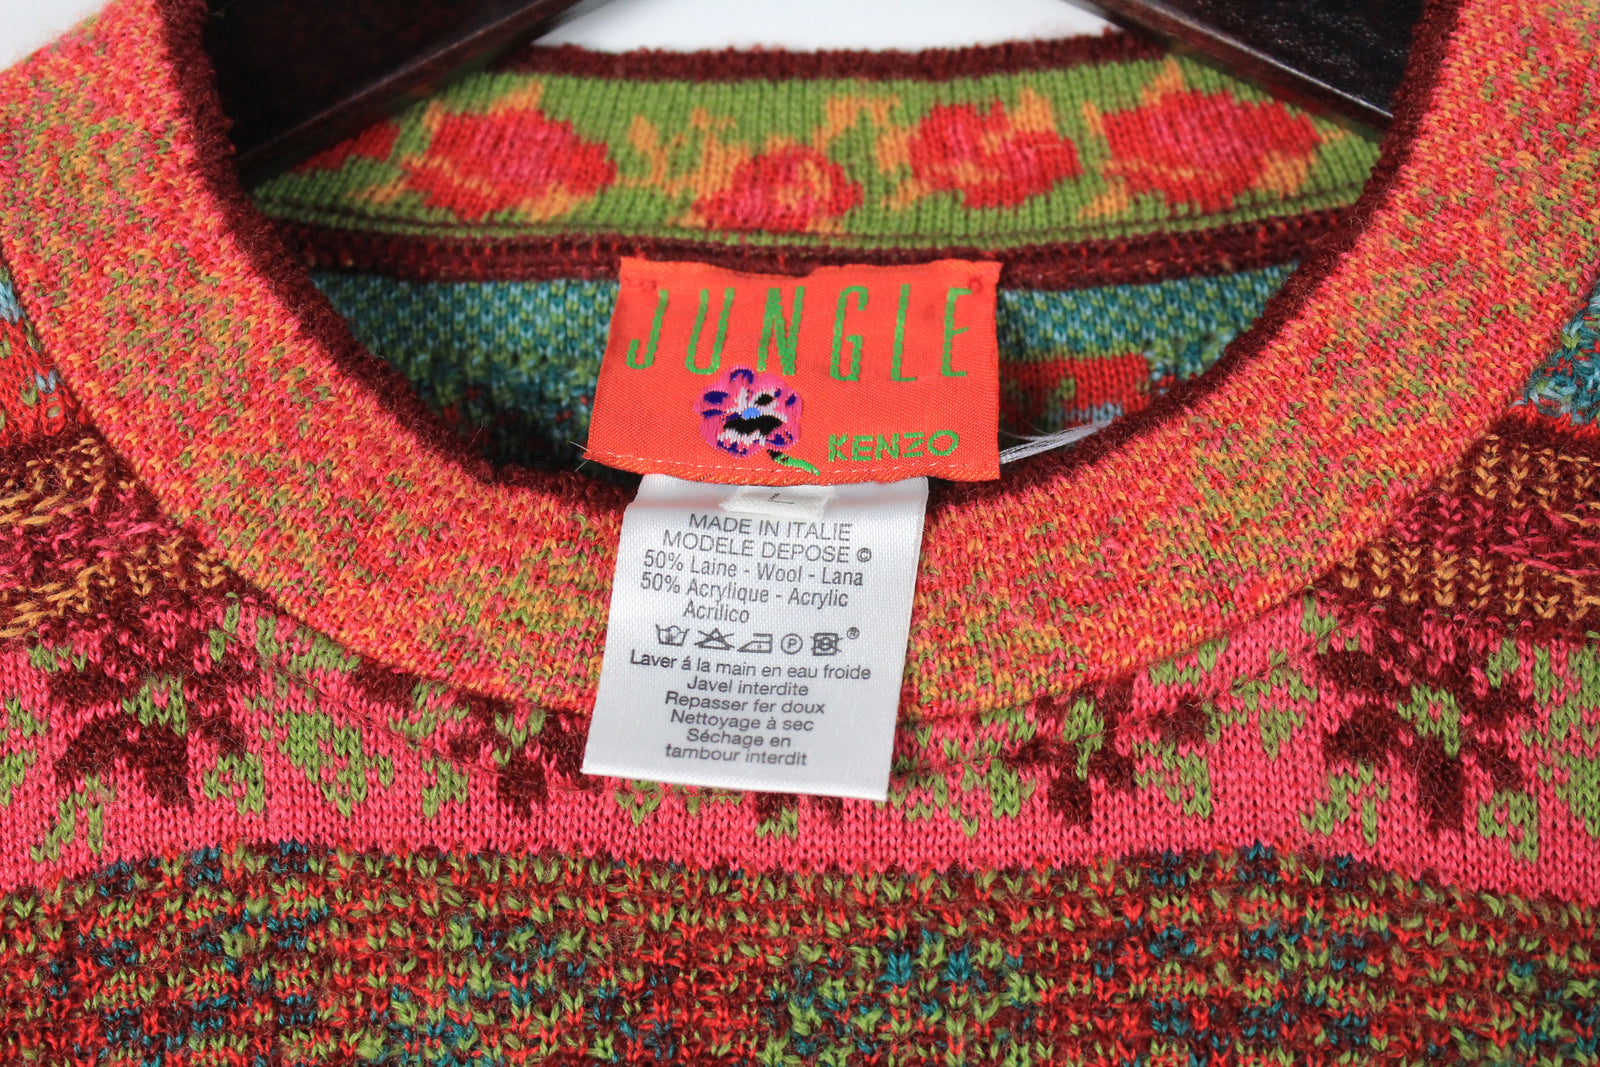 JUNGLE
KENZO
L
MADE IN ITALIE
MODELE DEPOSE ©
50% Laine - Wool - Lana
50% Acrylique - Acrylic
Acrilico
P ®
Laver á la main en eau froide
Javel interdite
Repasser fer doux
Nettoyage à sec
Séchage en
tambour interdit